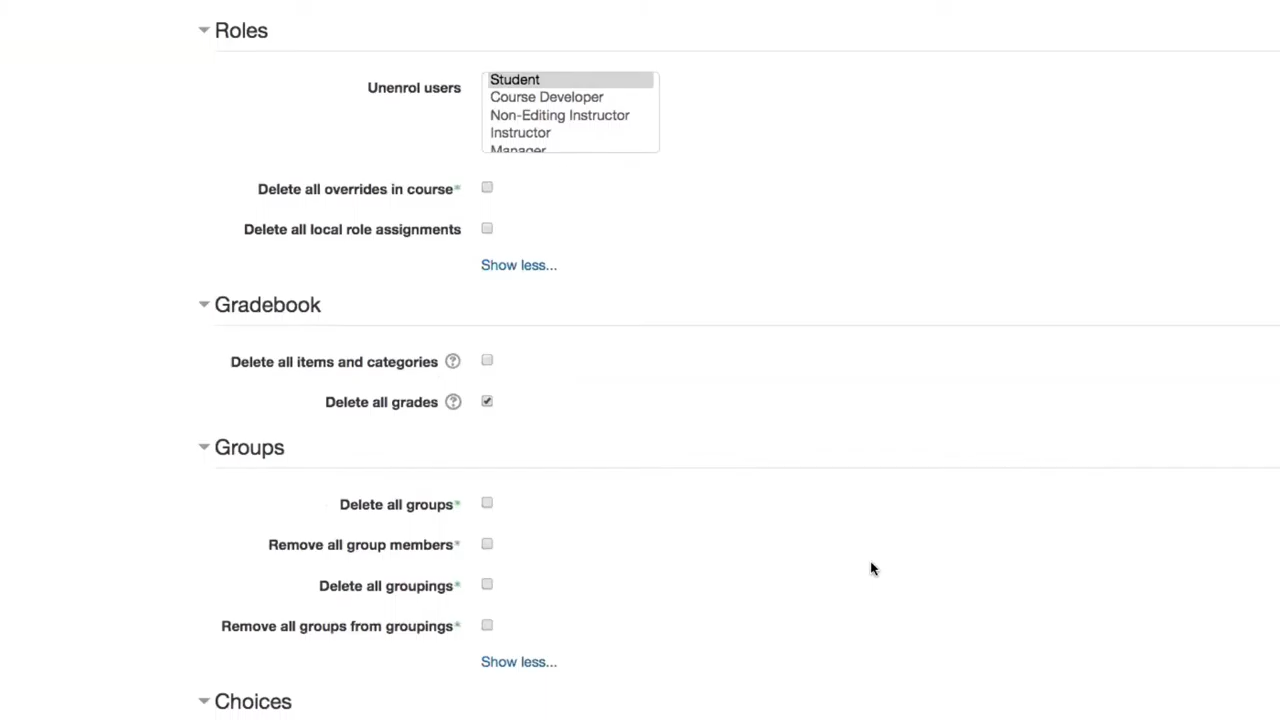 Roles
Unenrol users
Student
Course Developer
Non-Editing Instructor
Instructor
Manager
Delete all overrides in course*
Delete all local role assignments
Show less...
Gradebook
Delete all items and categories ?
Delete all grades ?
Groups
Delete all groups*
Remove all group members*
Delete all groupings*
Remove all groups from groupings*
Show less...
Choices